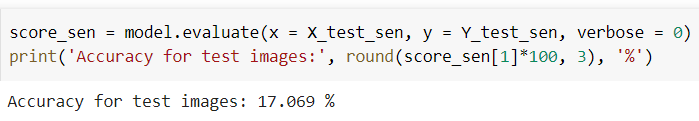 score_sen = model.evaluate(x = X_test_sen, y = Y_test_sen, verbose = 0)
print('Accuracy for test images:', round(score_sen[1]*100, 3), '%')
Accuracy for test images: 17.069 %